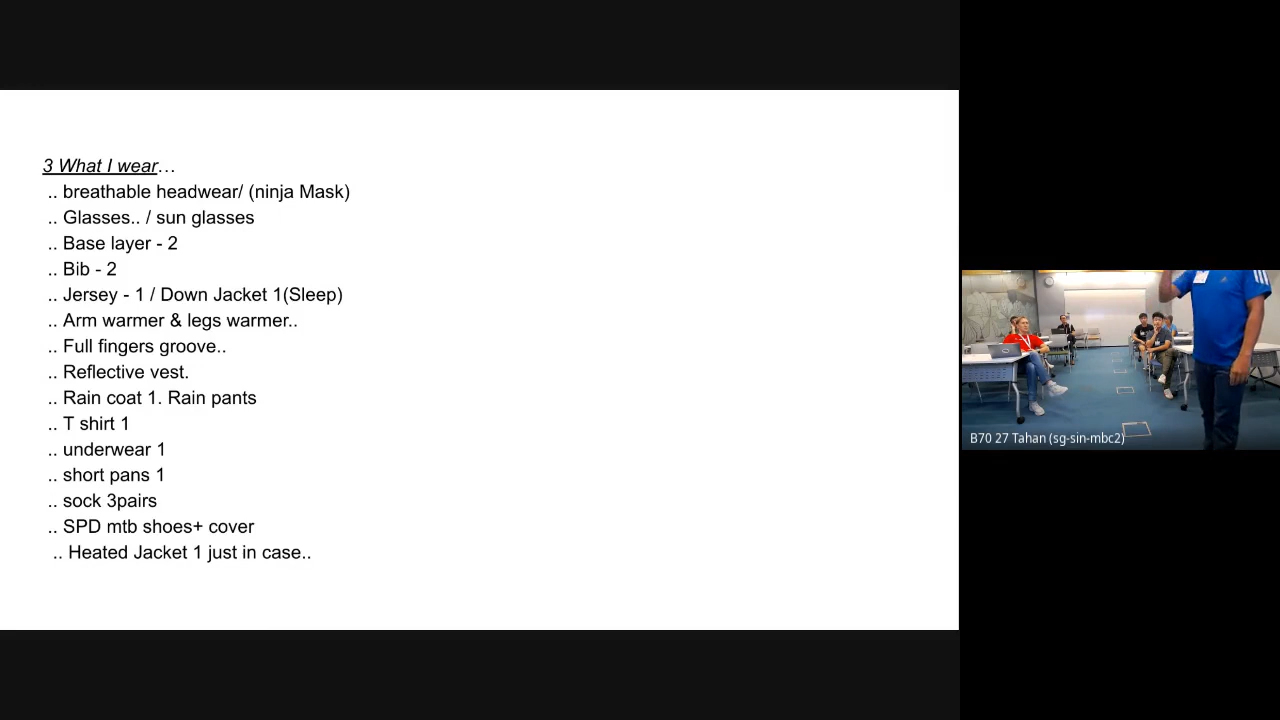 3 What I wear…
.. breathable headwear/ (ninja Mask)
.. Glasses.. / sun glasses
.. Base layer - 2
.. Bib - 2
.. Jersey - 1 / Down Jacket 1(Sleep)
.. Arm warmer & legs warmer..
.. Full fingers groove..
.. Reflective vest.
.. Rain coat 1. Rain pants
.. T shirt 1
.. underwear 1
.. short pans 1
.. sock 3pairs
.. SPD mtb shoes+ cover
.. Heated Jacket 1 just in case..
B70 27 Tahan (sg-sin-mbc2)